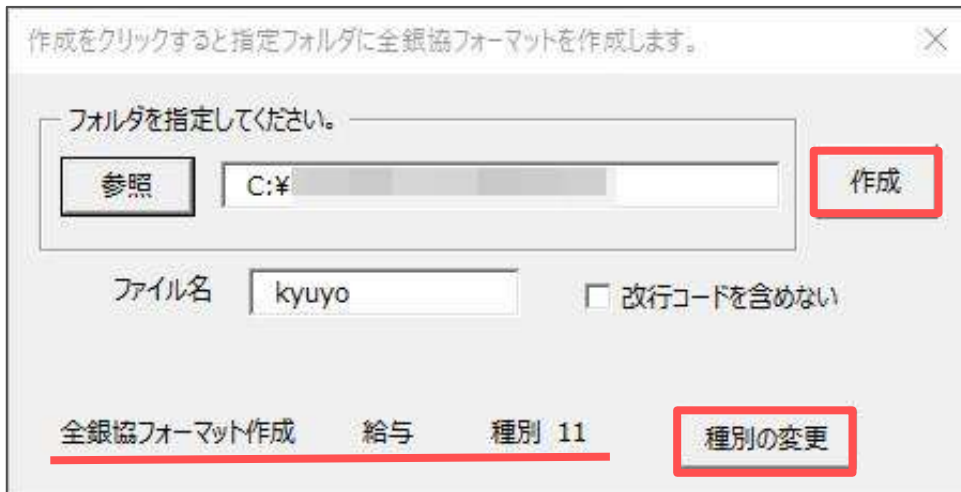 作成をクリックすると指定フォルダに全銀協フォーマットを作成します。
フォルダを指定してください。
参照 C:¥ 作成
ファイル名 kyuyo 改行コードを含めない
全銀協フォーマット作成 給与 種別 11 種別の変更